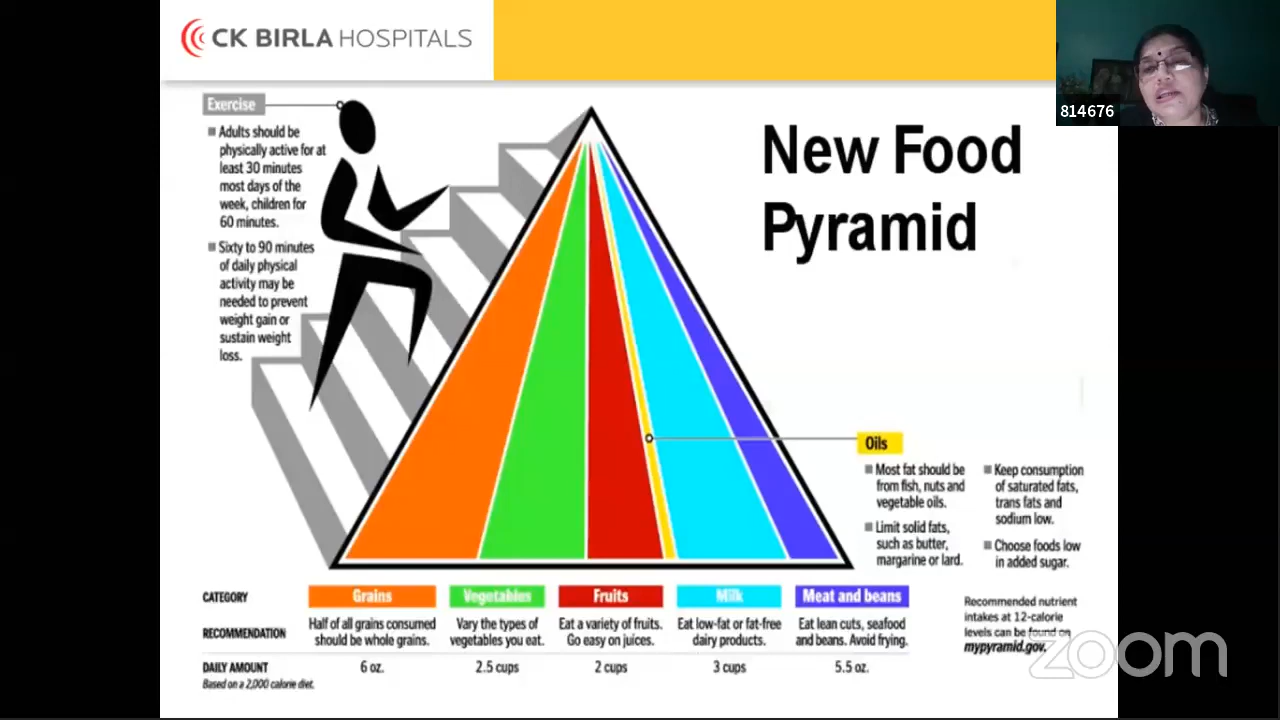 CK BIRLA HOSPITALS
814676
New Food
Pyramid
Exercise
Adults should be
physically active for at
least 30 minutes
most days of the
week, children for
60 minutes.
Sixty to 90 minutes
of daily physical
activity may be
needed to prevent
weight gain or
sustain weight
loss.
Oils
Most fat should be
from fish, nuts and
vegetable oils.
Limit solid fats,
such as butter,
margarine or lard.
Keep consumption
of saturated fats,
trans fats and
sodium low.
Choose foods low
in added sugar.
CATEGORY Grains Vegetables Fruits Milk Meat and beans
RECOMMENDATION
Half of all grains consumed
should be whole grains.
Vary the types of
vegetables you eat.
Eat a variety of fruits.
Go easy on juices.
Eat low-fat or fat-free
dairy products.
Eat lean cuts, seafood
and beans. Avoid frying.
DAILY AMOUNT 6 oz. 2.5 cups 2 cups 3 cups 5.5 oz.
Based on a 2,000 calorie diet.
Recommended nutrient
intakes at 12-calorie
levels can be found on
mypyramid.gov.
zoom